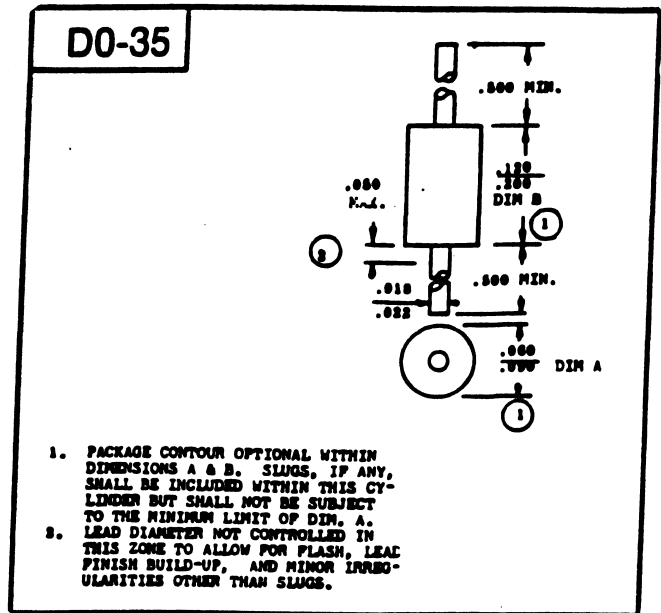 D0-35
.500 MIN.
.120
.200
DIM B
1
.050
2
.500 MIN.
.018
.022
.060
.090 DIM A
1
1. PACKAGE CONTOUR OPTIONAL WITHIN
DIMENSIONS A & B. SLUGS, IF ANY,
SHALL BE INCLUDED WITHIN THIS CY-
LINDER BUT SHALL NOT BE SUBJECT
TO THE MINIMUM LIMIT OF DIM. A.
2. LEAD DIAMETER NOT CONTROLLED IN
THIS ZONE TO ALLOW FOR FLASH, LEAD
FINISH BUILD-UP, AND MINOR IRREG-
ULARITIES OTHER THAN SLUGS.